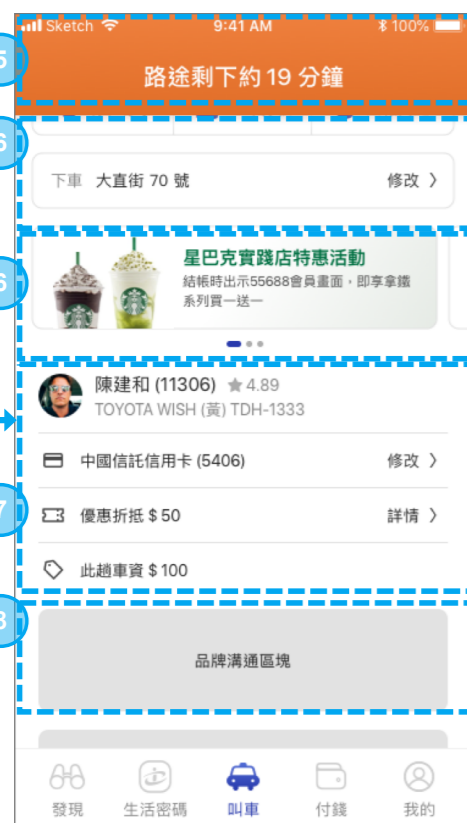 Sketch 9:41 AM 100%
5
路途剩下約 19 分鐘
6
下車 大直街 70 號 修改
星巴克實踐店特惠活動
6
結帳時出示55688會員畫面,即享拿鐵
系列買一送一
陳建和 (11306) ★ 4.89
TOYOTA WISH (黃) TDH-1333
中國信託信用卡 (5406) 修改
7
優惠折抵 $ 50 詳情
此趟車資 $ 100
8
品牌溝通區塊
發現 生活密碼 叫車 付錢 我的